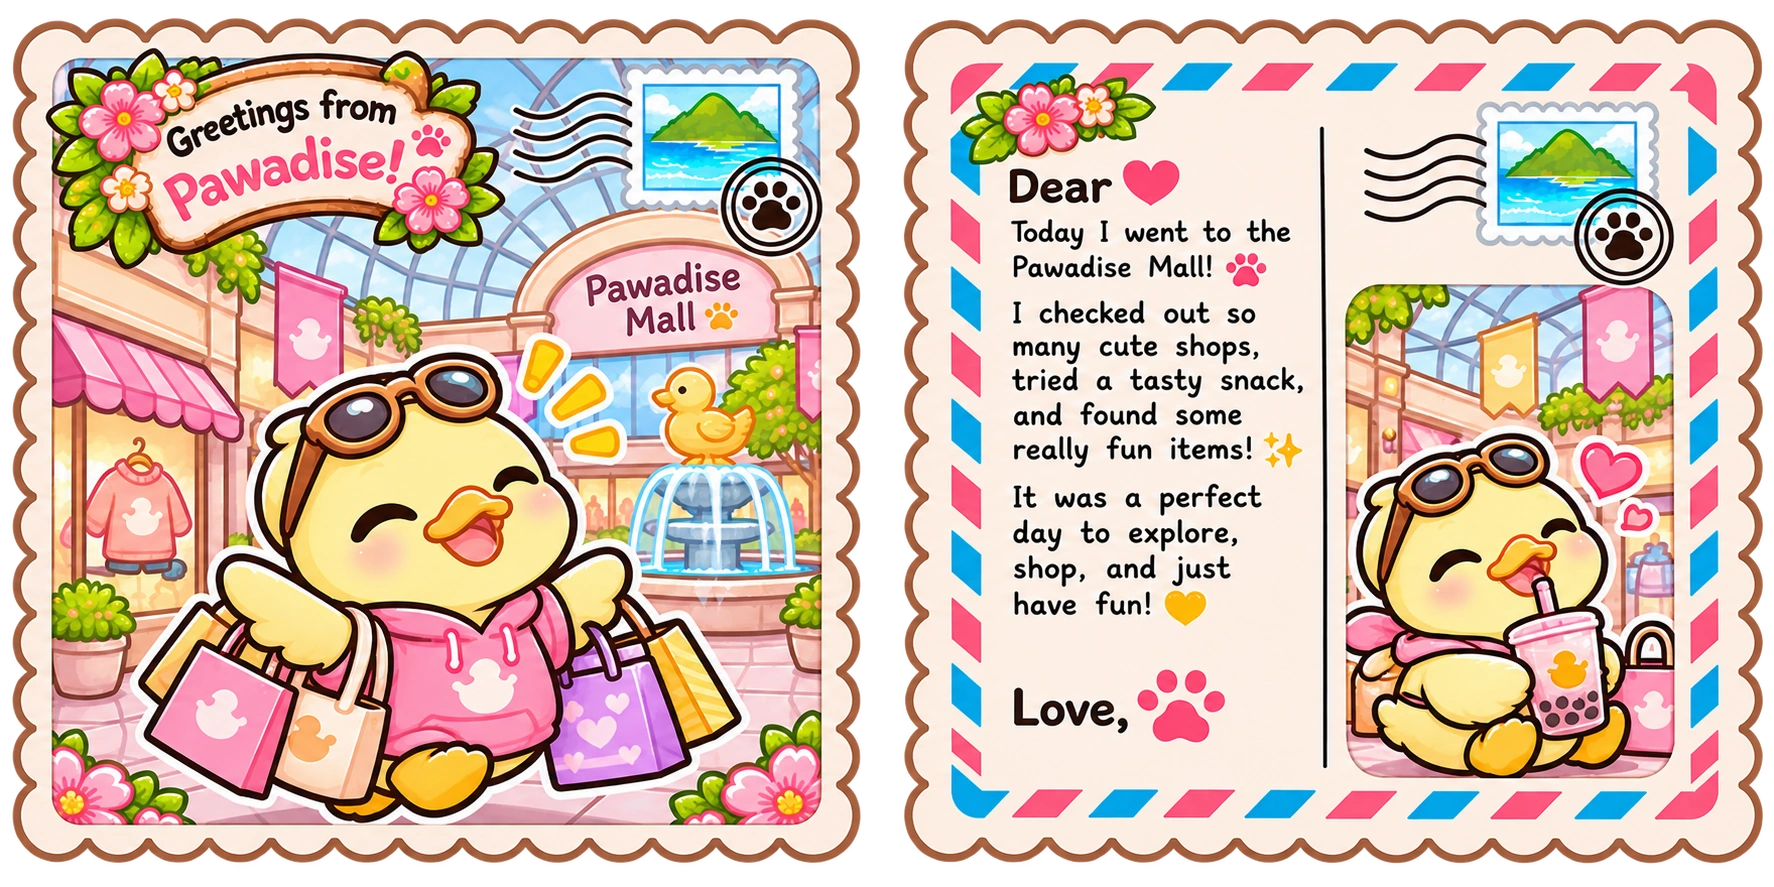 Greetings from
Pawadise!
Pawadise
Mall
Dear
Today I went to the
Pawadise Mall!
I checked out so
many cute shops,
tried a tasty snack,
and found some
really fun items!
It was a perfect
day to explore,
shop, and just
have fun!
Love,